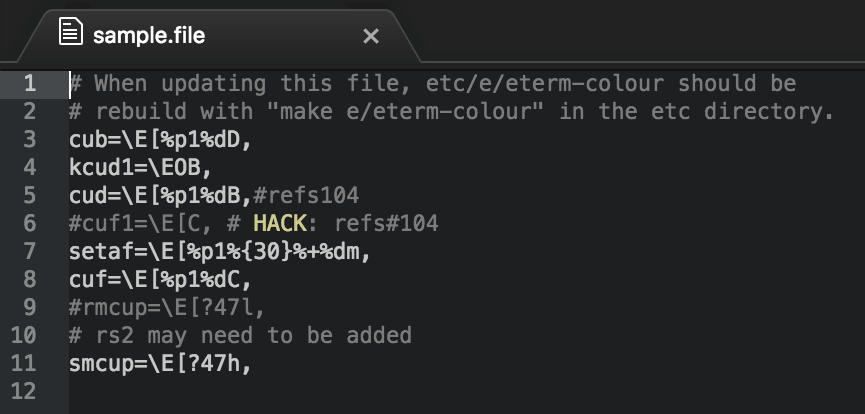 sample.file ×
1 # When updating this file, etc/e/eterm-colour should be
2 # rebuild with "make e/eterm-colour" in the etc directory.
3 cub=\E[%p1%dD,
4 kcud1=\EOB,
5 cud=\E[%p1%dB,#refs104
6 #cuf1=\E[C, # HACK: refs#104
7 setaf=\E[%p1%{30}%+%dm,
8 cuf=\E[%p1%dC,
9 #rmcup=\E[?47l,
10 # rs2 may need to be added
11 smcup=\E[?47h,
12